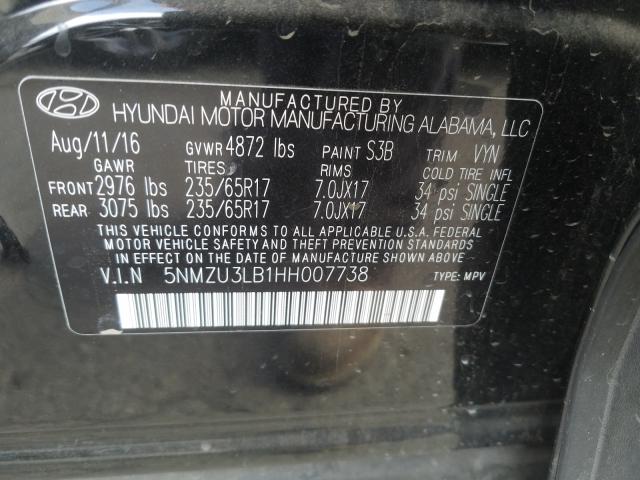 MANUFACTURED BY
HYUNDAI MOTOR MANUFACTURING ALABAMA, LLC
Aug/11/16 GVWR 4872 lbs PAINT S3B TRIM VYN
GAWR TIRES RIMS COLD TIRE INFL
FRONT 2976 lbs 235/65R17 7.0JX17 34 psi SINGLE
REAR 3075 lbs 235/65R17 7.0JX17 34 psi SINGLE
THIS VEHICLE CONFORMS TO ALL APPLICABLE U.S.A. FEDERAL
MOTOR VEHICLE SAFETY AND THEFT PREVENTION STANDARDS
IN EFFECT ON THE DATE OF MANUFACTURE SHOWN ABOVE.
V.I.N 5NMZU3LB1HH007738 TYPE: MPV